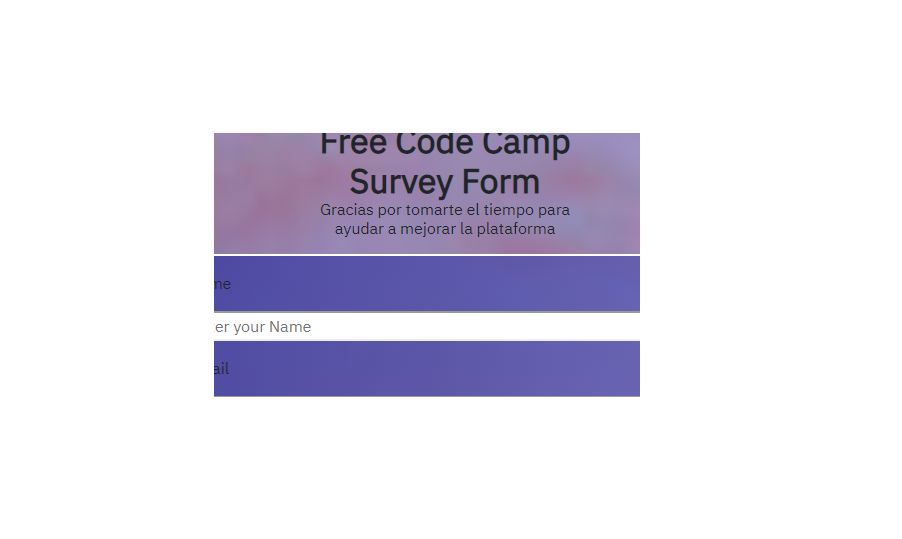 Free Code Camp
Survey Form
Gracias por tomarte el tiempo para
ayudar a mejorar la plataforma
me
er your Name
ail